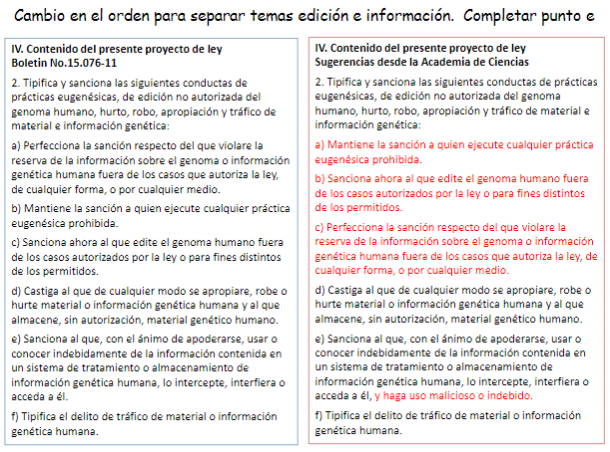 Cambio en el orden para separar temas edición e información.  Completar punto e
IV. Contenido del presente proyecto de ley
Boletin No.15.076-11
2. Tipifica y sanciona las siguientes conductas de
prácticas eugenésicas, de edición no autorizada del
genoma humano, hurto, robo, apropiación y tráfico de
material e información genética:
a) Perfecciona la sanción respecto del que violare la
reserva de la información sobre el genoma o información
genética humana fuera de los casos que autoriza la ley,
de cualquier forma, o por cualquier medio.
b) Mantiene la sanción a quien ejecute cualquier práctica
eugenésica prohibida.
c) Sanciona ahora al que edite el genoma humano fuera
de los casos autorizados por la ley o para fines distintos
de los permitidos.
d) Castiga al que de cualquier modo se apropiare, robe o
hurte material o información genética humana y al que
almacene, sin autorización, material genético humano.
e) Sanciona al que, con el ánimo de apoderarse, usar o
conocer indebidamente de la información contenida en
un sistema de tratamiento o almacenamiento de
información genética humana, lo intercepte, interfiera o
acceda a él.
f) Tipifica el delito de tráfico de material o información
genética humana.
IV. Contenido del presente proyecto de ley
Sugerencias desde la Academia de Ciencias
2. Tipifica y sanciona las siguientes conductas de prácticas
eugenésicas, de edición no autorizada del genoma
humano, hurto, robo, apropiación y tráfico de material e
información genética:
a) Mantiene la sanción a quien ejecute cualquier práctica
eugenésica prohibida.
b) Sanciona ahora al que edite el genoma humano fuera
de los casos autorizados por la ley o para fines distintos
de los permitidos.
c) Perfecciona la sanción respecto del que violare la
reserva de la información sobre el genoma o información
genética humana fuera de los casos que autoriza la ley, de
cualquier forma, o por cualquier medio.
d) Castiga al que de cualquier modo se apropiare, robe o
hurte material o información genética humana y al que
almacene, sin autorización, material genético humano.
e) Sanciona al que, con el ánimo de apoderarse, usar o
conocer indebidamente de la información contenida en
un sistema de tratamiento o almacenamiento de
información genética humana, lo intercepte, interfiera o
acceda a él, y haga uso malicioso o indebido.
f) Tipifica el delito de tráfico de material o información
genética humana.